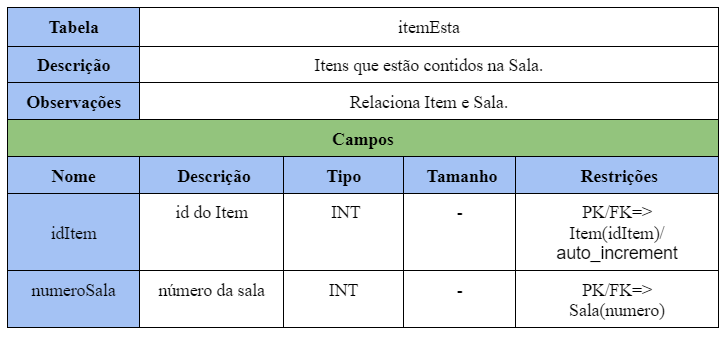 Tabela itemEsta
Descrição Itens que estão contidos na Sala.
Observações Relaciona Item e Sala.
Campos
Nome Descrição Tipo Tamanho Restrições
idItem id do Item INT - PK/FK=>
Item(idItem)/
auto_increment
numeroSala número da sala INT - PK/FK=>
Sala(numero)